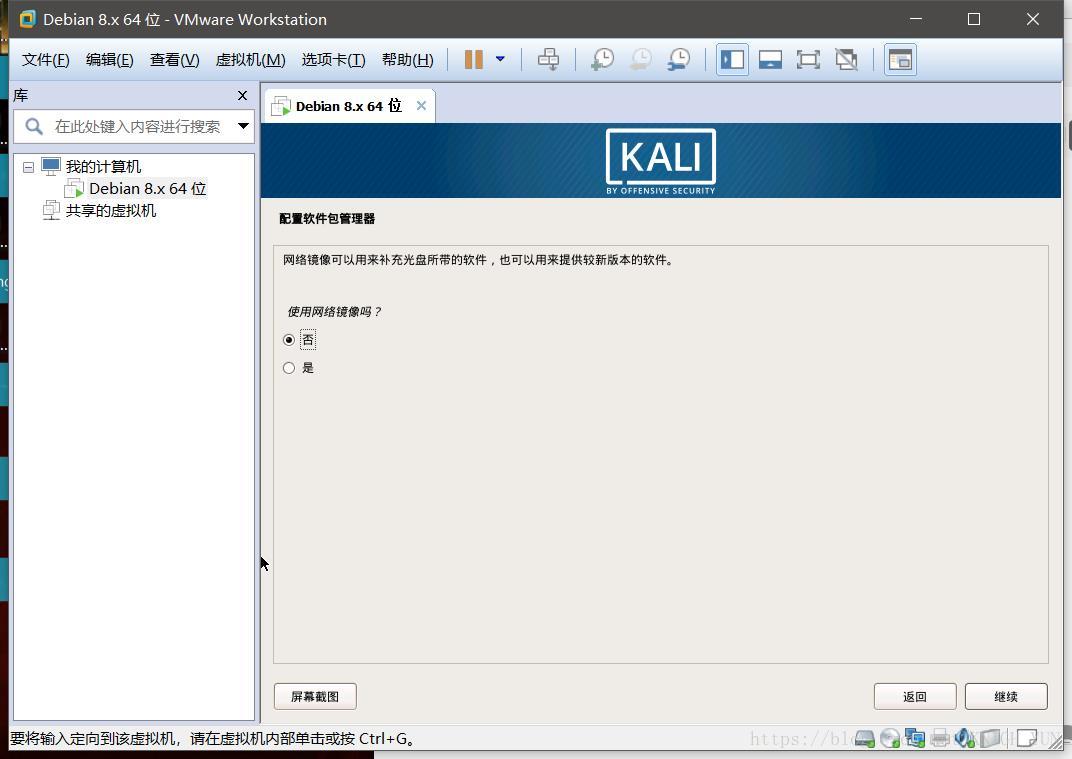 Debian 8.x 64 位 - VMware Workstation
文件(F) 编辑(E) 查看(V) 虚拟机(M) 选项卡(T) 帮助(H)
库
在此处键入内容进行搜索
我的计算机
Debian 8.x 64 位
共享的虚拟机
Debian 8.x 64 位
KALI
BY OFFENSIVE SECURITY
配置软件包管理器
网络镜像可以用来补充光盘所带的软件，也可以用来提供较新版本的软件。
使用网络镜像吗？
否
是
屏幕截图 返回 继续
要将输入定向到该虚拟机，请在虚拟机内部单击或按 Ctrl+G。